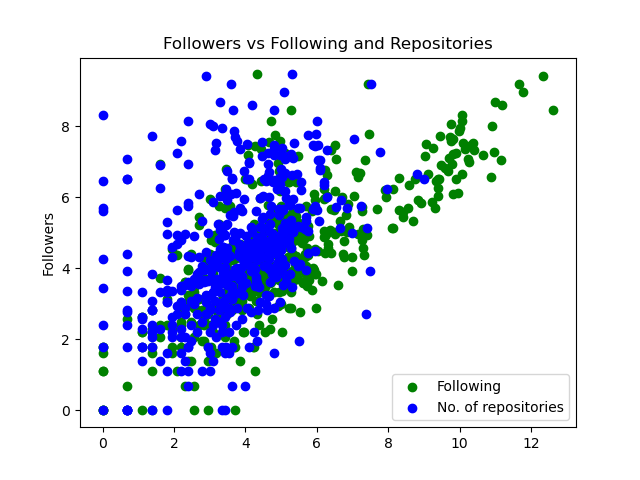 Followers vs Following and Repositories
8
6
4
2
0
Followers
0 2 4 6 8 10 12
Following
No. of repositories